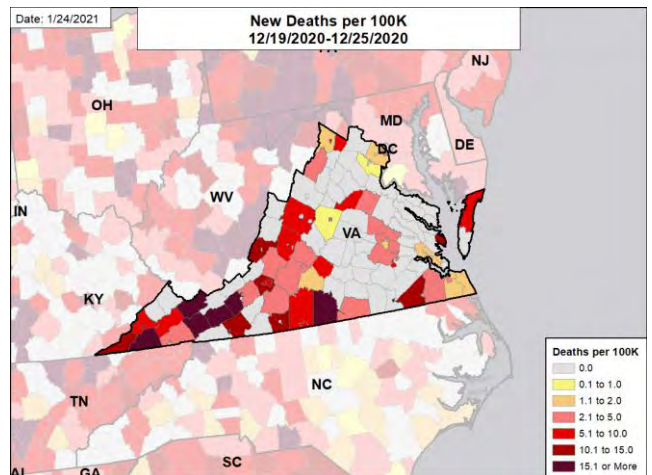 Date: 1/24/2021
New Deaths per 100K
12/19/2020-12/25/2020
NJ
OH
MD
DE
DC
WV
IN
VA
KY
NC
TN
SC
GA
Deaths per 100K
0.0
0.1 to 1.0
1.1 to 2.0
2.1 to 5.0
5.1 to 10.0
10.1 to 15.0
15.1 or More